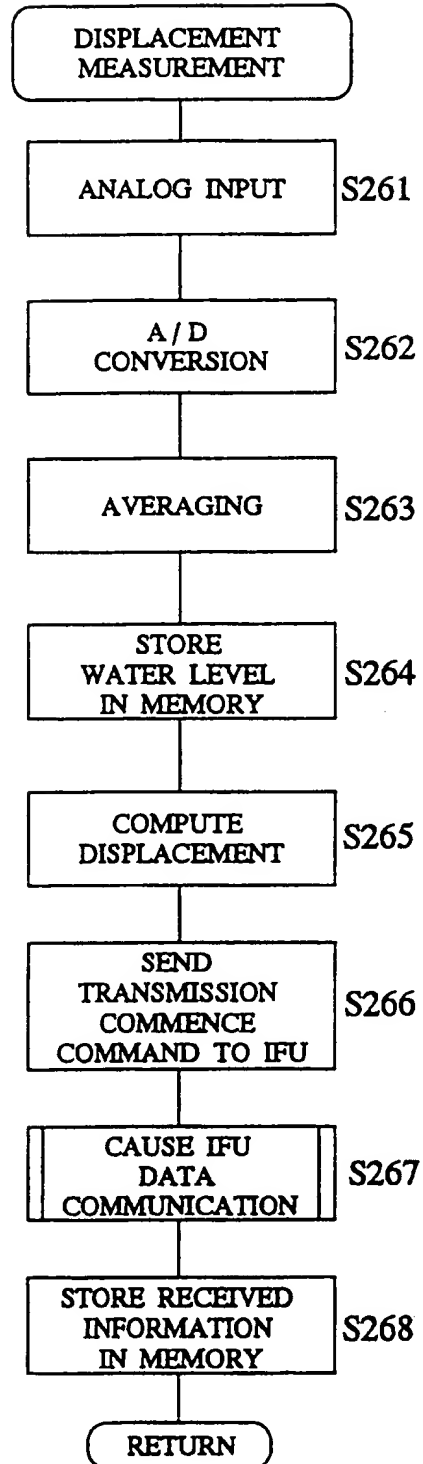 DISPLACEMENT
MEASUREMENT
ANALOG INPUT S261
A / D
CONVERSION S262
AVERAGING S263
STORE
WATER LEVEL
IN MEMORY S264
COMPUTE
DISPLACEMENT S265
SEND
TRANSMISSION
COMMENCE
COMMAND TO IFU S266
CAUSE IFU
DATA
COMMUNICATION S267
STORE RECEIVED
INFORMATION
IN MEMORY S268
RETURN